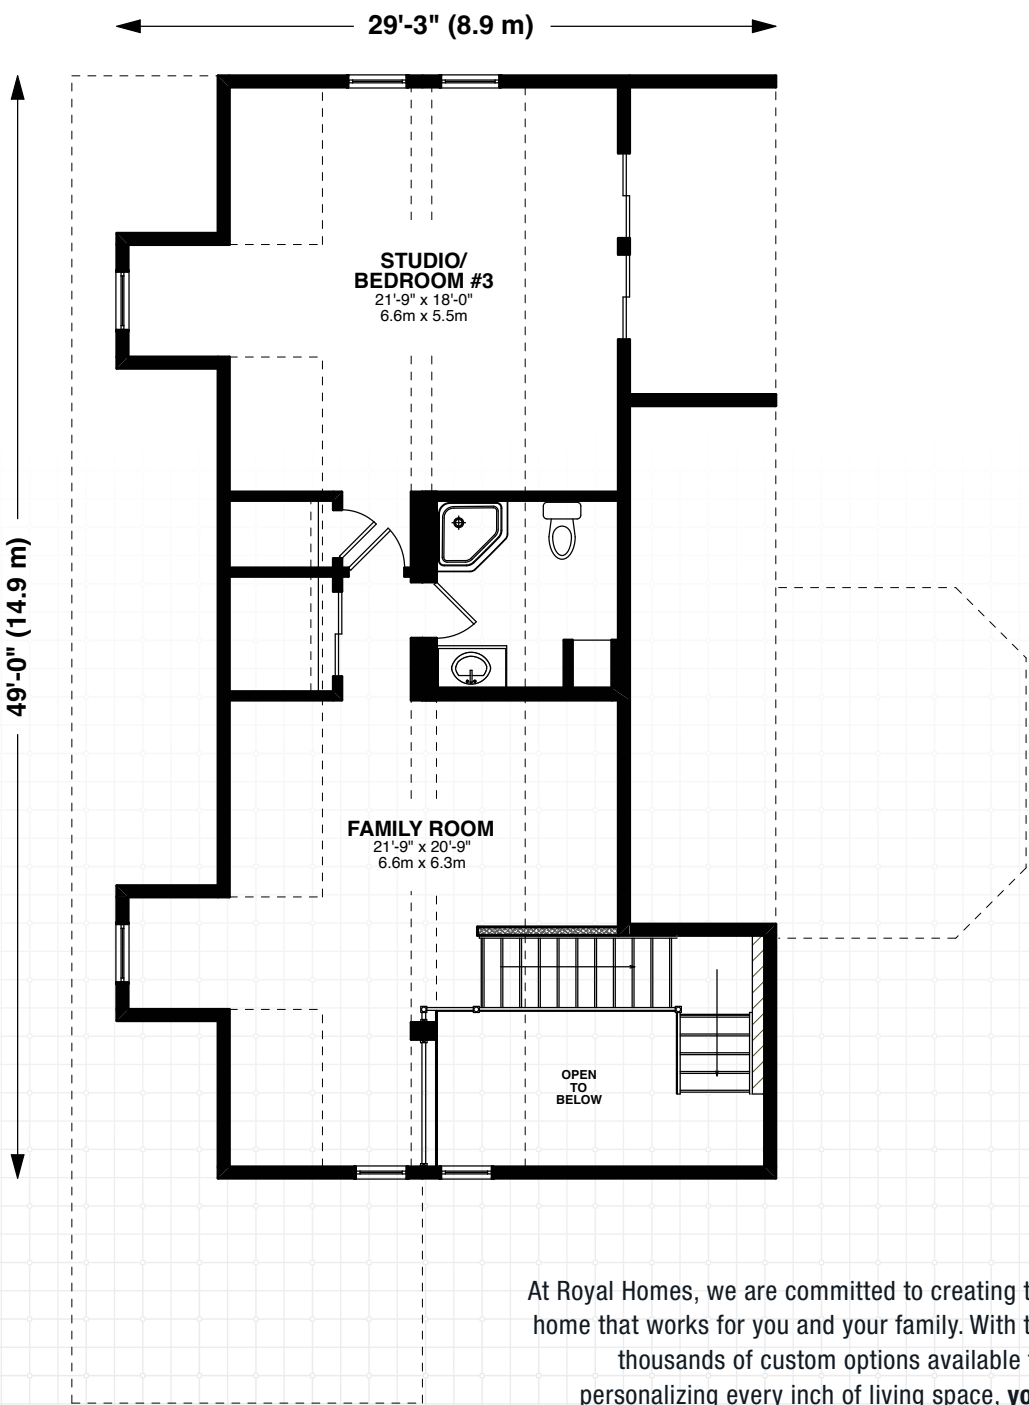 29'-3" (8.9 m)
STUDIO/
BEDROOM #3
21'-9" x 18'-0"
6.6m x 5.5m
49'-0" (14.9 m)
FAMILY ROOM
21'-9" x 20'-9"
6.6m x 6.3m
OPEN
TO
BELOW
At Royal Homes, we are committed to creating
home that works for you and your family. With
thousands of custom options available
personalizing every inch of living space,